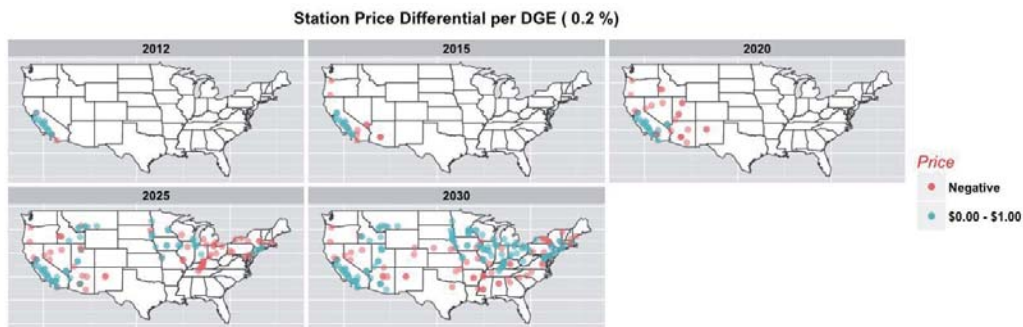 Station Price Differential per DGE ( 0.2 %)
2012
2015
2020
2025
2030
Price
Negative
$0.00 - $1.00